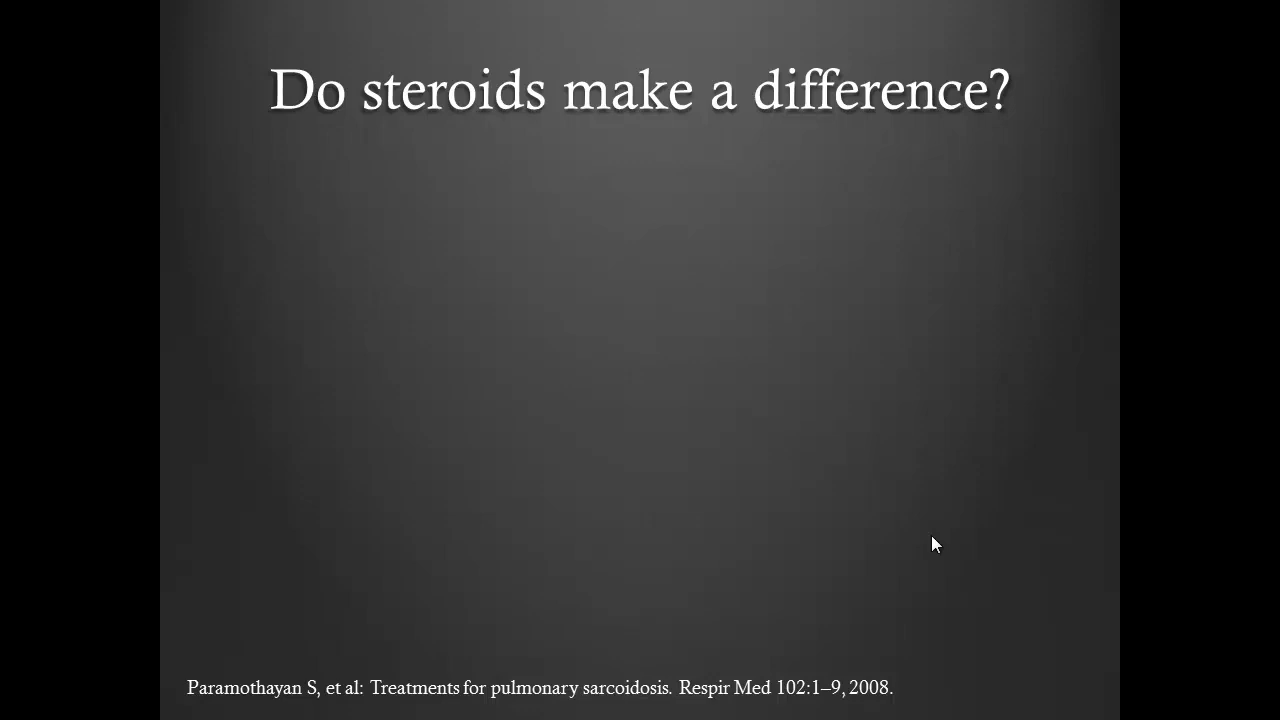 Do steroids make a difference?
Paramothayan S, et al: Treatments for pulmonary sarcoidosis. Respir Med 102:1–9, 2008.